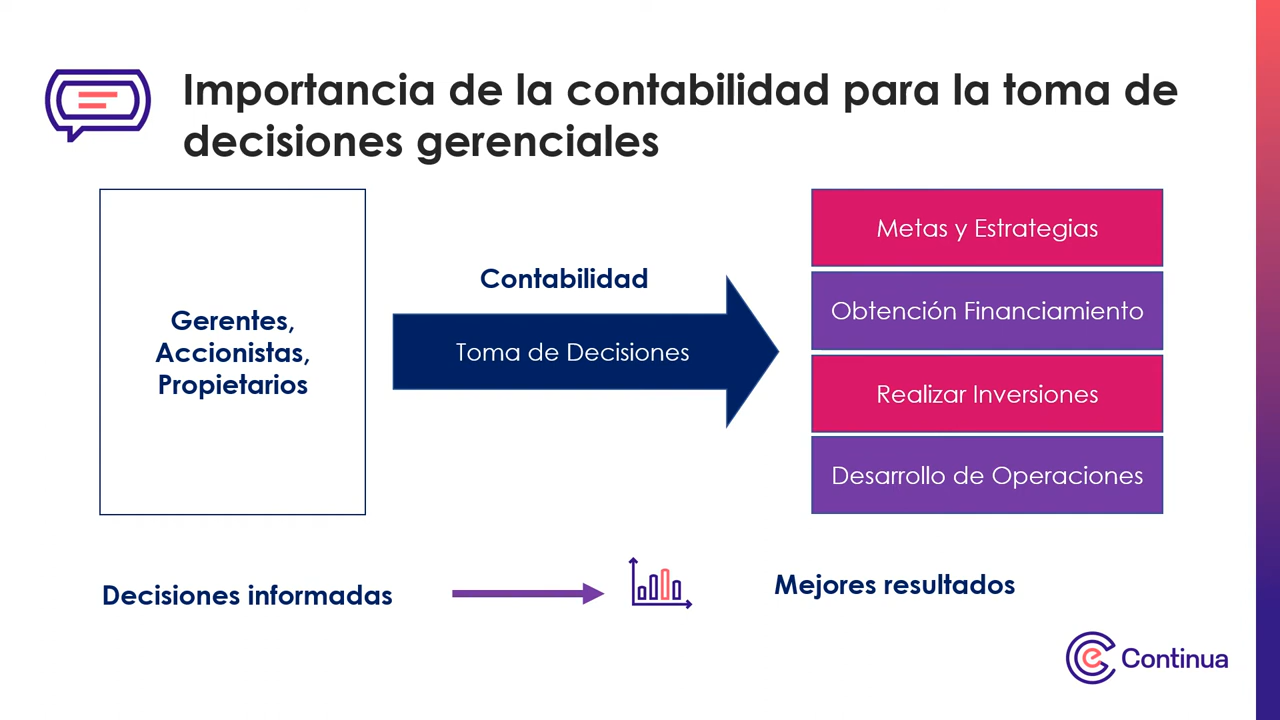 Importancia de la contabilidad para la toma de
decisiones gerenciales
Gerentes,
Accionistas,
Propietarios
Contabilidad
Toma de Decisiones
Metas y Estrategias
Obtención Financiamiento
Realizar Inversiones
Desarrollo de Operaciones
Decisiones informadas
Mejores resultados
e Continua